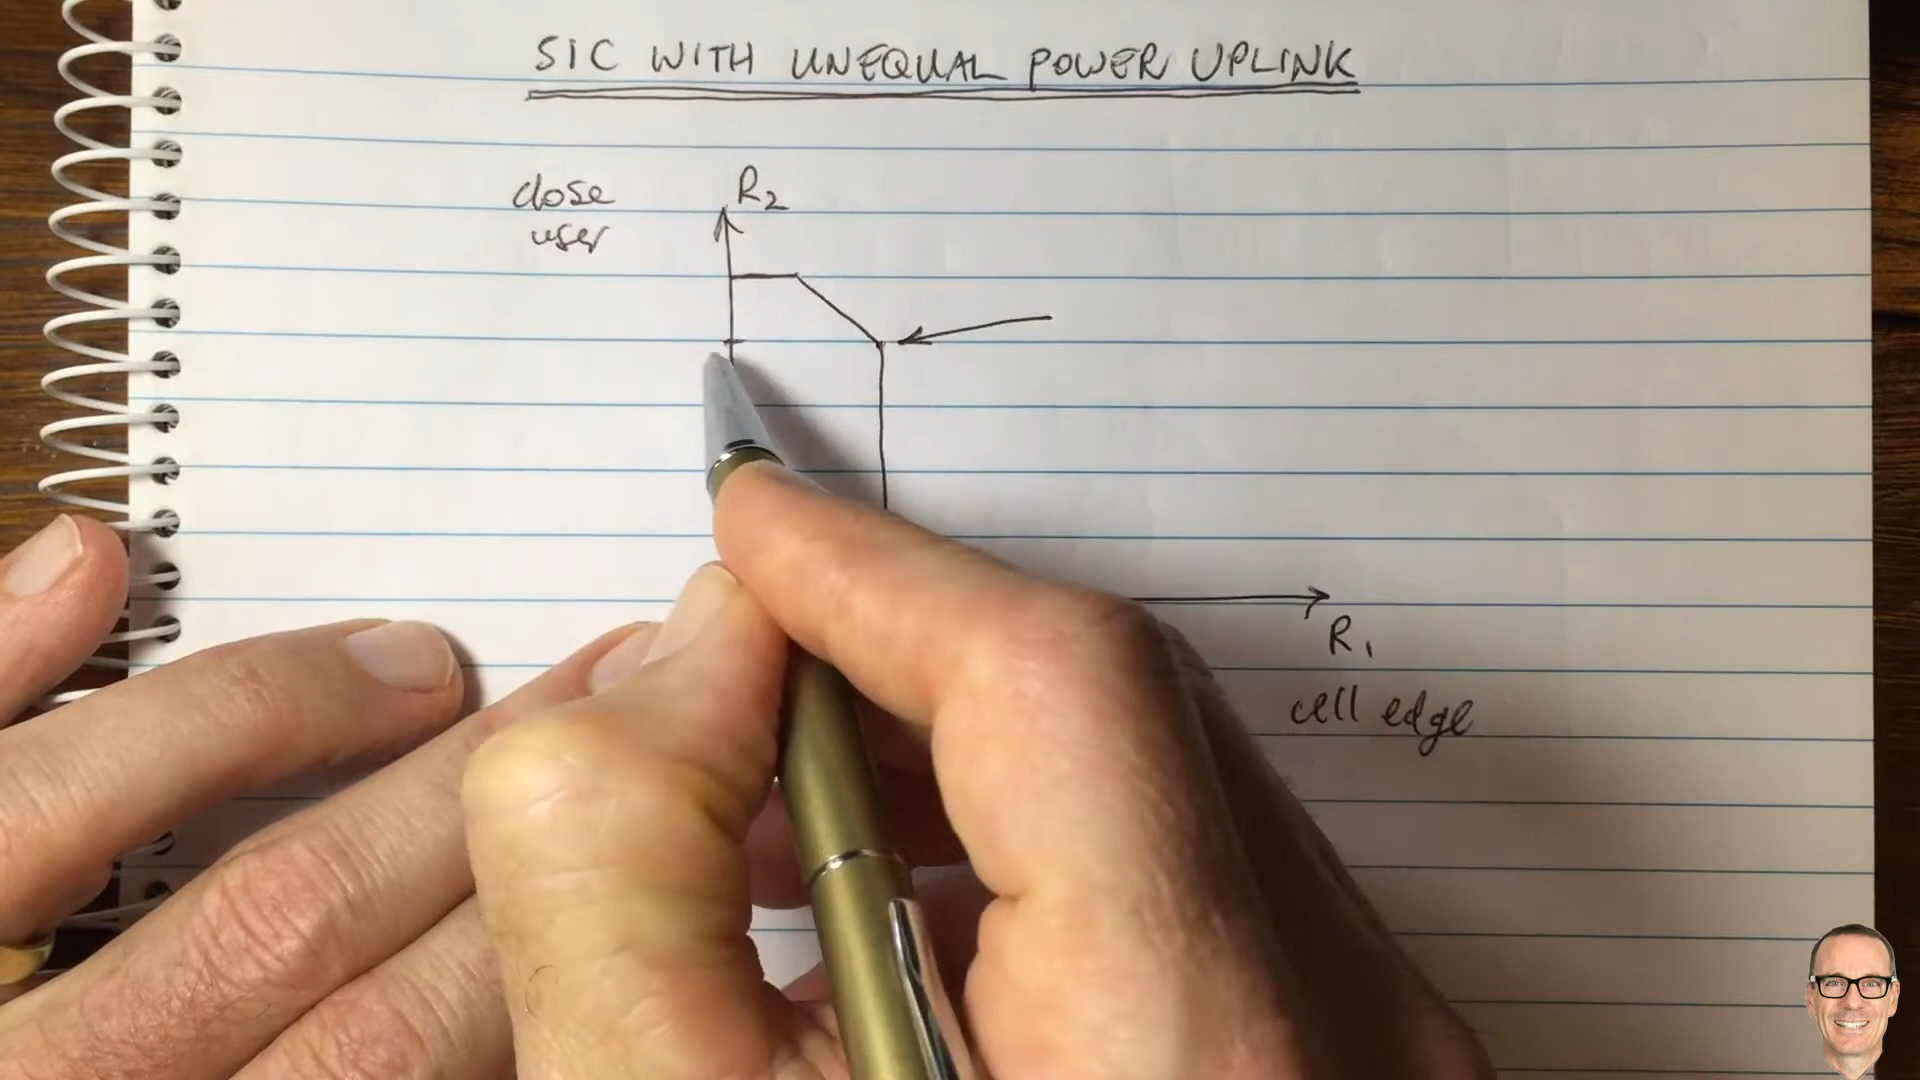 SIC WITH UNEQUAL POWER UPLINK
close
user
R₂
R₁
cell edge